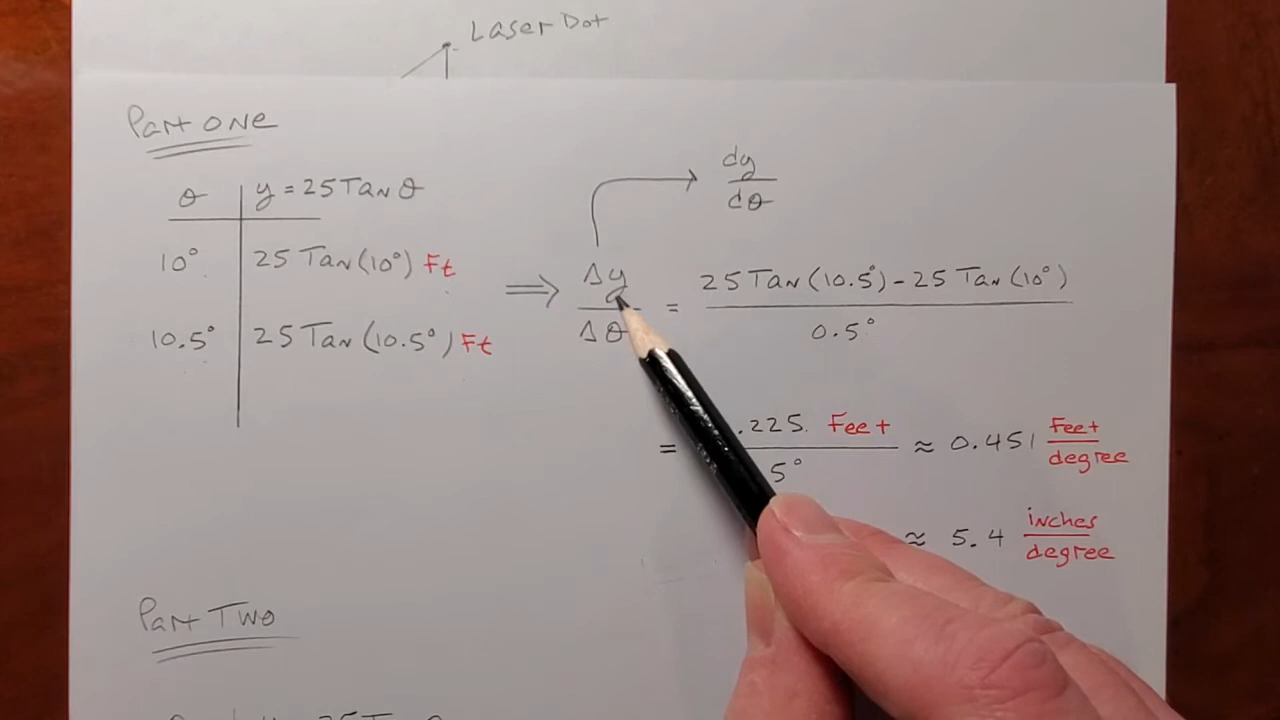 Laser Dot
Part One
θ y = 25 Tan θ
10° 25 Tan (10°) Ft
10.5° 25 Tan (10.5°) Ft
⇒ Δy/Δθ → dy/dθ
= 25 Tan (10.5°) - 25 Tan (10°) / 0.5°
= .225 Feet / 5° ≈ 0.451 Feet/degree
≈ 5.4 inches/degree
Part Two